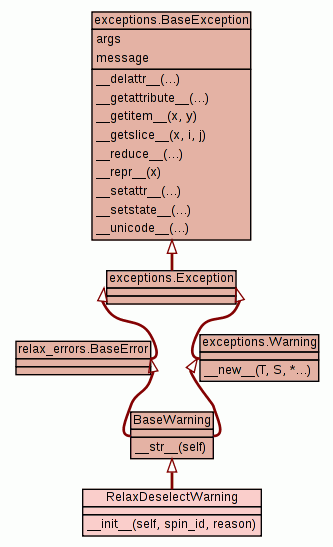 exceptions.BaseException
args
message
__delattr__(...)
__getattribute__(...)
__getitem__(x, y)
__getslice__(x, i, j)
__reduce__(...)
__repr__(x)
__setattr__(...)
__setstate__(...)
__unicode__(...)
exceptions.Exception
relax_errors.BaseError
exceptions.Warning
__new__(T, S, *...)
BaseWarning
__str__(self)
RelaxDeselectWarning
__init__(self, spin_id, reason)